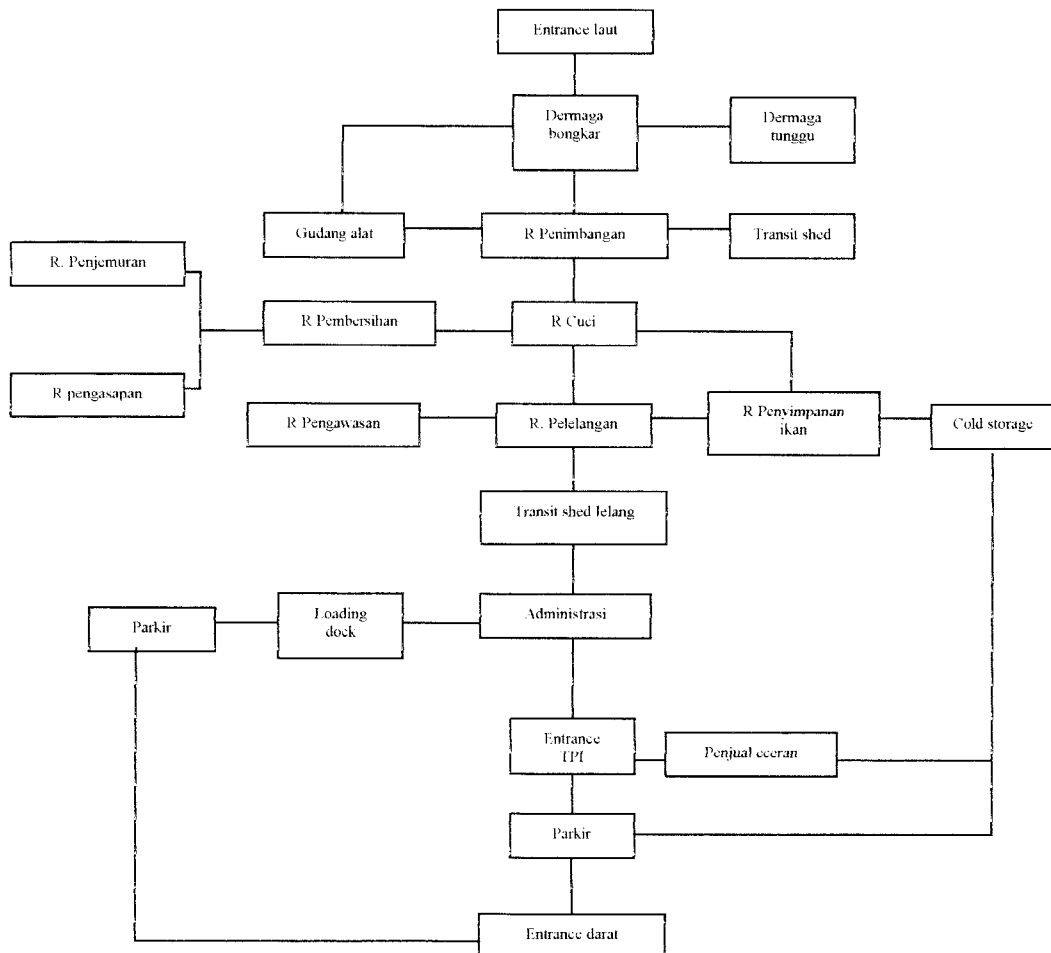 Entrance laut
Dermaga
bongkar
Dermaga
tunggu
Gudang alat
R Penimbangan
Transit shed
R. Penjemuran
R Pembersihan
R Cuci
R pengasapan
R Pengawasan
R. Pelelangan
R Penyimpanan
ikan
Cold storage
Transit shed lelang
Parkir
Loading
dock
Administrasi
Entrance
TPI
Penjual eceran
Parkir
Entrance darat